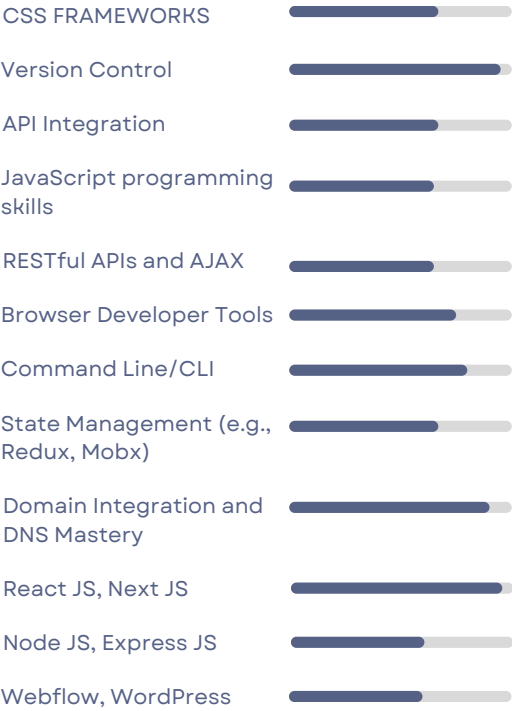 CSS FRAMEWORKS
Version Control
API Integration
JavaScript programming
skills
RESTful APIs and AJAX
Browser Developer Tools
Command Line/CLI
State Management (e.g.,
Redux, Mobx)
Domain Integration and
DNS Mastery
React JS, Next JS
Node JS, Express JS
Webflow, WordPress